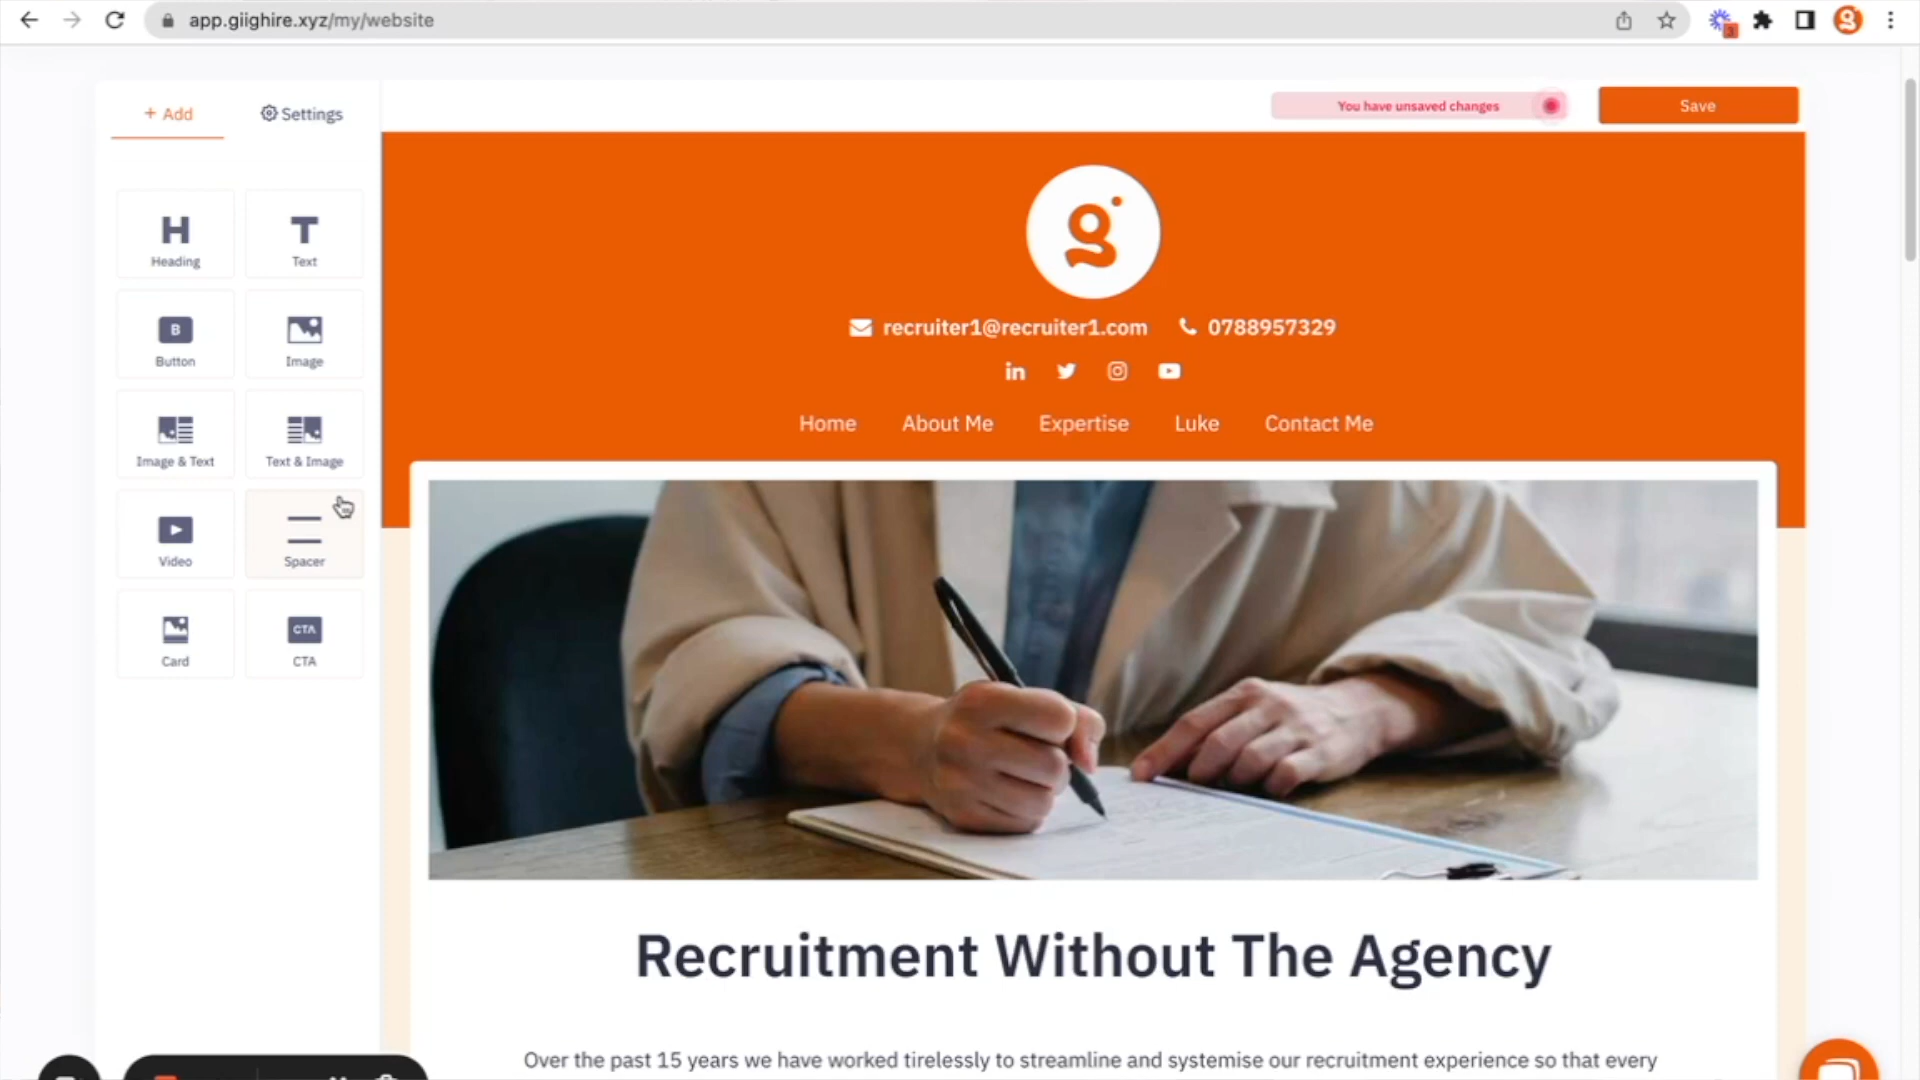 app.giighire.xyz/my/website
3
+ Add
Settings
You have unsaved changes
Save
H
Heading
T
Text
g
recruiter1@recruiter1.com
0788957329
B
Button
Image
in
Home
About Me
Expertise
Luke
Contact Me
Image & Text
Text & Image
Video
Spacer
Card
CTA
CTA
Recruitment Without The Agency
Over the past 15 years we have worked tirelessly to streamline and systemise our recruitment experience so that every